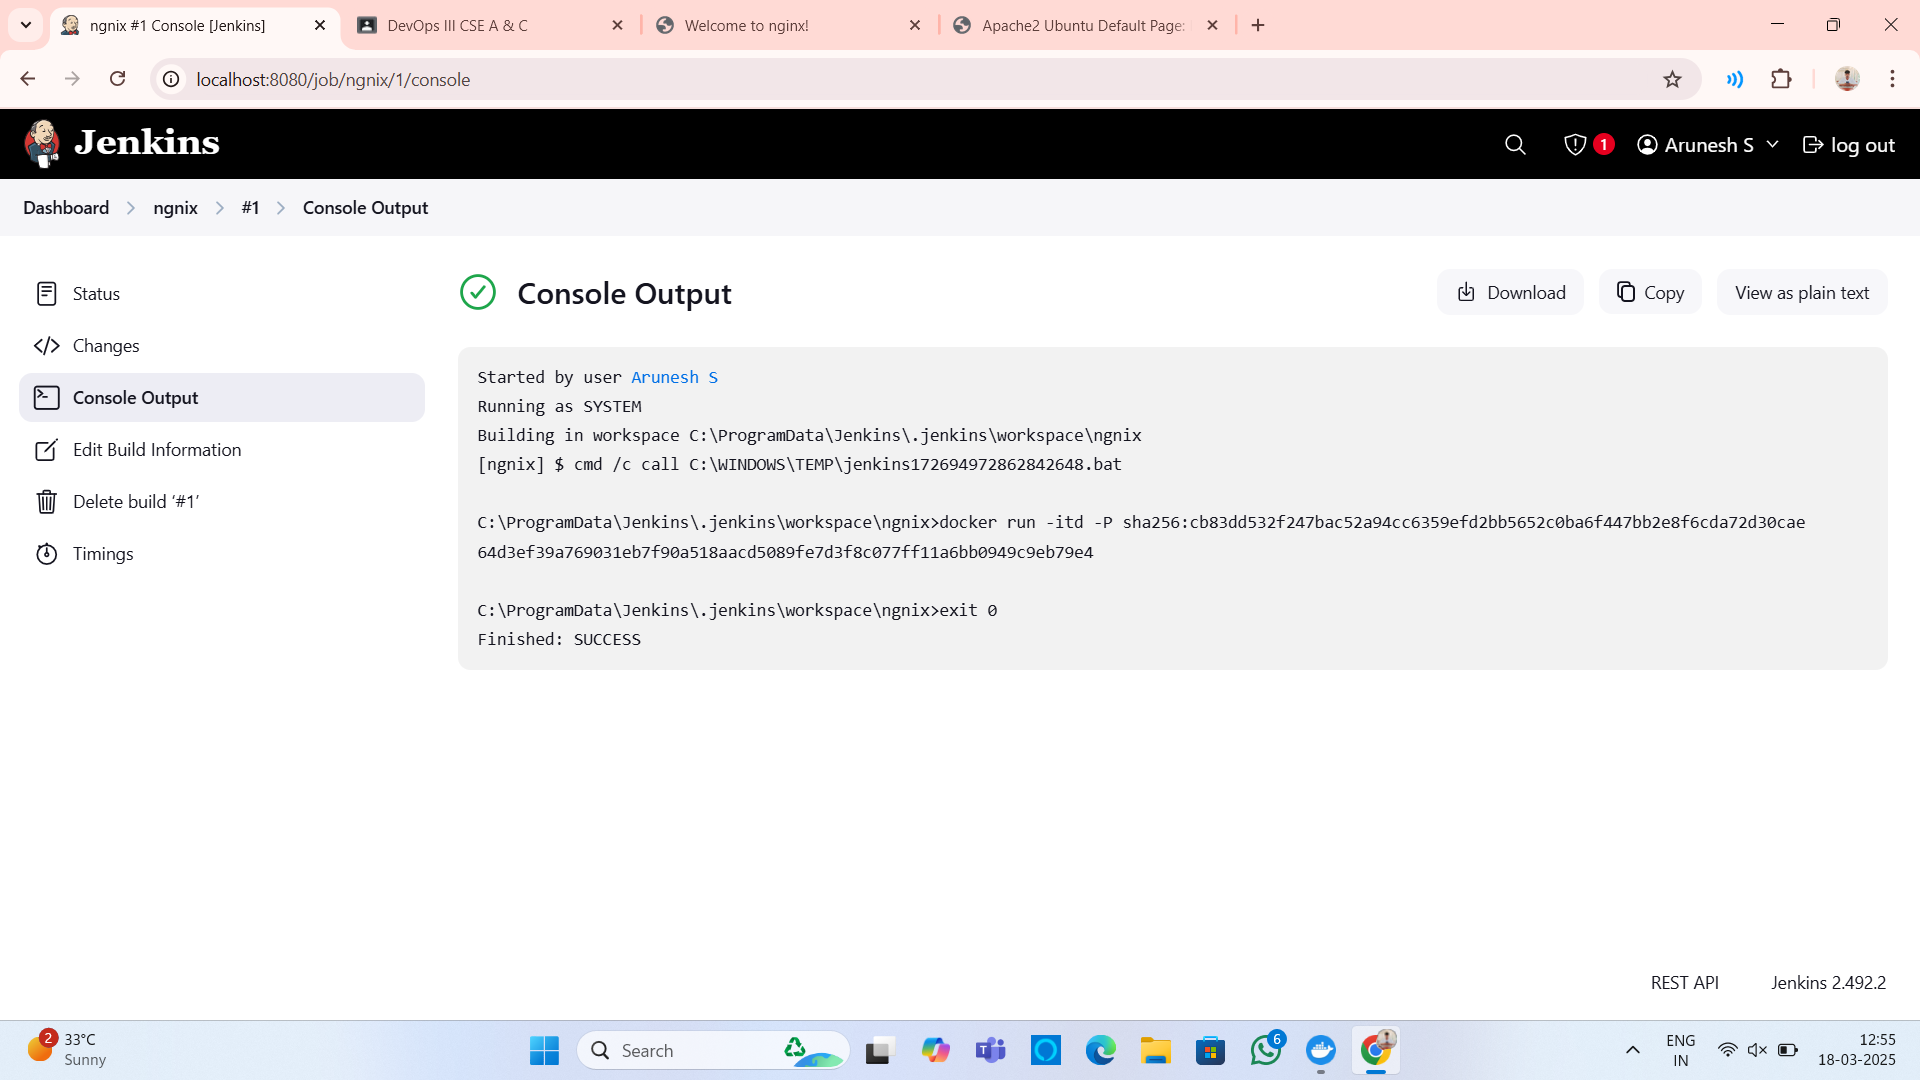 ngnix #1 Console [Jenkins]
DevOps III CSE A & C
Welcome to nginx!
Apache2 Ubuntu Default Page:
localhost:8080/job/ngnix/1/console
Jenkins
1
Arunesh S
log out
Dashboard
ngnix
#1
Console Output
Status
Changes
Console Output
Edit Build Information
Delete build ‘#1’
Timings
Console Output
Download
Copy
View as plain text
Started by user Arunesh S
Running as SYSTEM
Building in workspace C:\ProgramData\Jenkins\.jenkins\workspace\ngnix
[ngnix] $ cmd /c call C:\WINDOWS\TEMP\jenkins172694972862842648.bat
C:\ProgramData\Jenkins\.jenkins\workspace\ngnix>docker run -itd -P sha256:cb83dd532f247bac52a94cc6359efd2bb5652c0ba6f447bb2e8f6cda72d30cae
64d3ef39a769031eb7f90a518aacd5089fe7d3f8c077ff11a6bb0949c9eb79e4
C:\ProgramData\Jenkins\.jenkins\workspace\ngnix>exit 0
Finished: SUCCESS
REST API
Jenkins 2.492.2
2
33°C
Sunny
Search
6
ENG
IN
12:55
18-03-2025